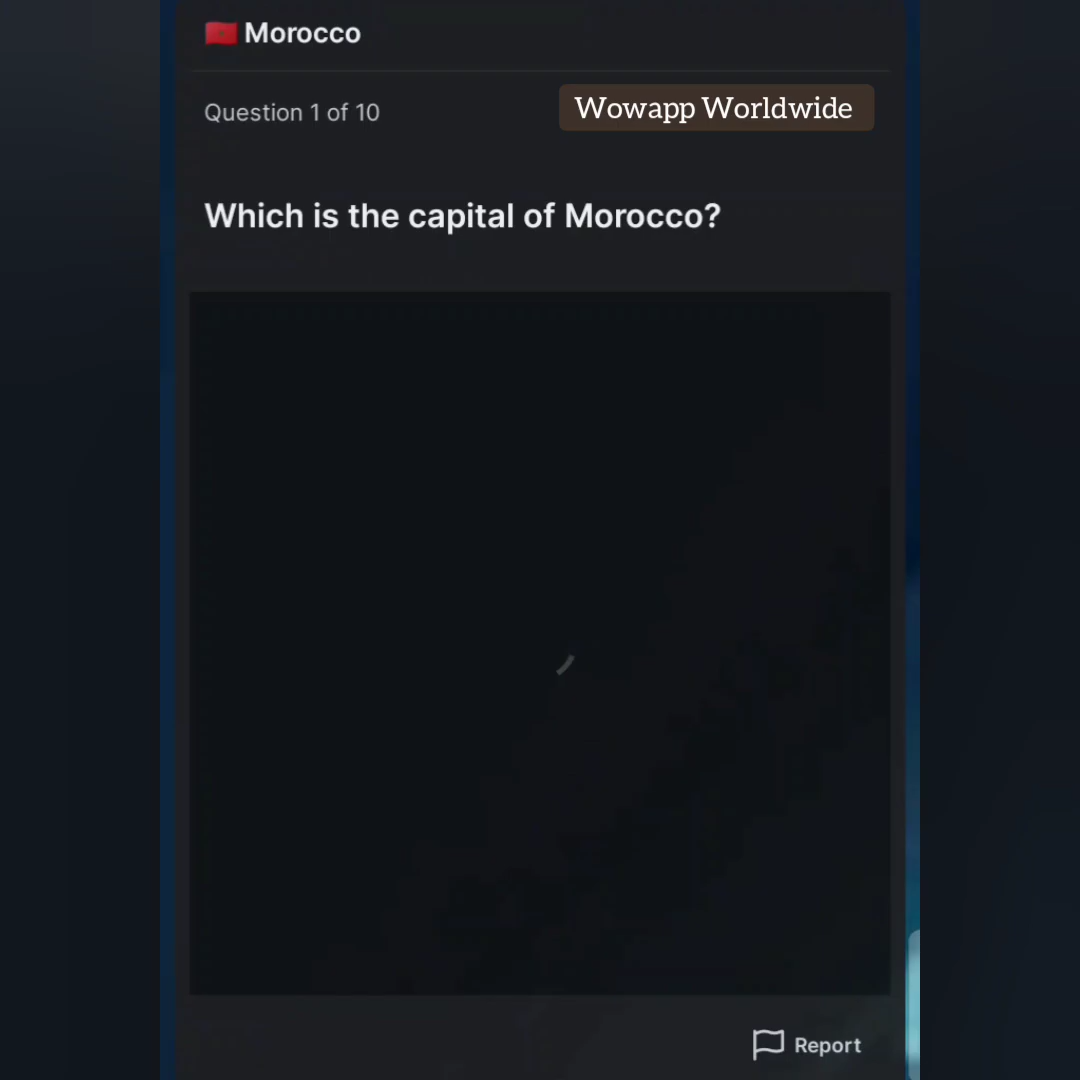 Morocco
Question 1 of 10
Wowapp Worldwide
Which is the capital of Morocco?
Report